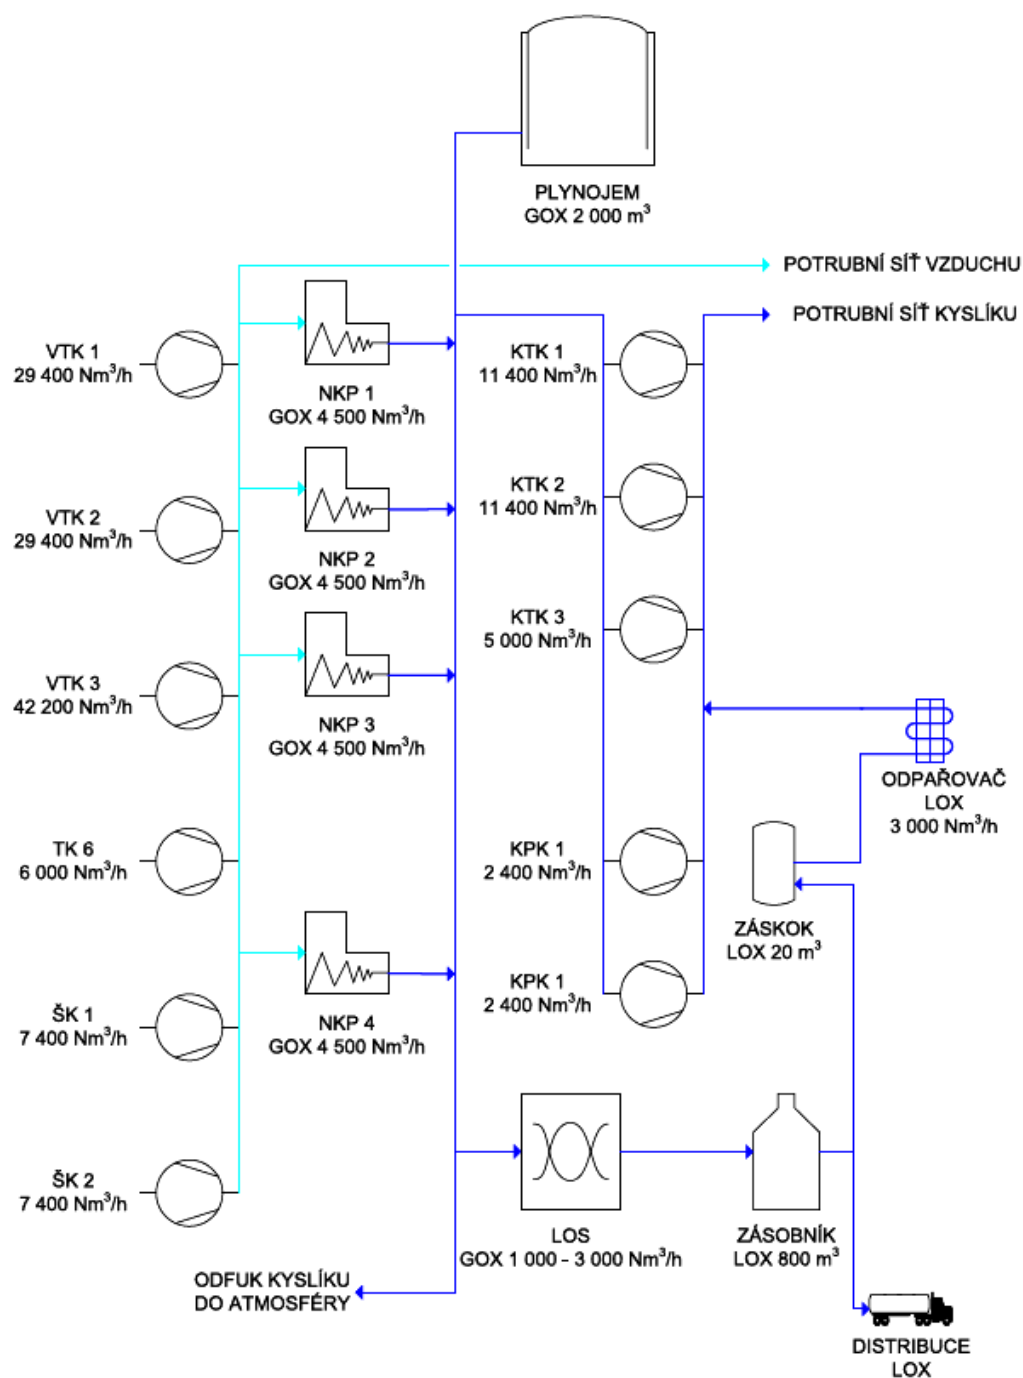 PLYNOJEM
GOX 2 000 m³
POTRUBNÍ SÍŤ VZDUCHU
POTRUBNÍ SÍŤ KYSLÍKU
VTK 1
29 400 Nm³/h
NKP 1
GOX 4 500 Nm³/h
KTK 1
11 400 Nm³/h
VTK 2
29 400 Nm³/h
NKP 2
GOX 4 500 Nm³/h
KTK 2
11 400 Nm³/h
KTK 3
5 000 Nm³/h
VTK 3
42 200 Nm³/h
NKP 3
GOX 4 500 Nm³/h
ODPAŘOVAČ
LOX
3 000 Nm³/h
TK 6
6 000 Nm³/h
KPK 1
2 400 Nm³/h
ZÁSKOK
LOX 20 m³
KPK 1
2 400 Nm³/h
ŠK 1
7 400 Nm³/h
NKP 4
GOX 4 500 Nm³/h
ŠK 2
7 400 Nm³/h
LOS
GOX 1 000 - 3 000 Nm³/h
ZÁSOBNÍK
LOX 800 m³
ODFUK KYSLÍKU
DO ATMOSFÉRY
DISTRIBUCE
LOX